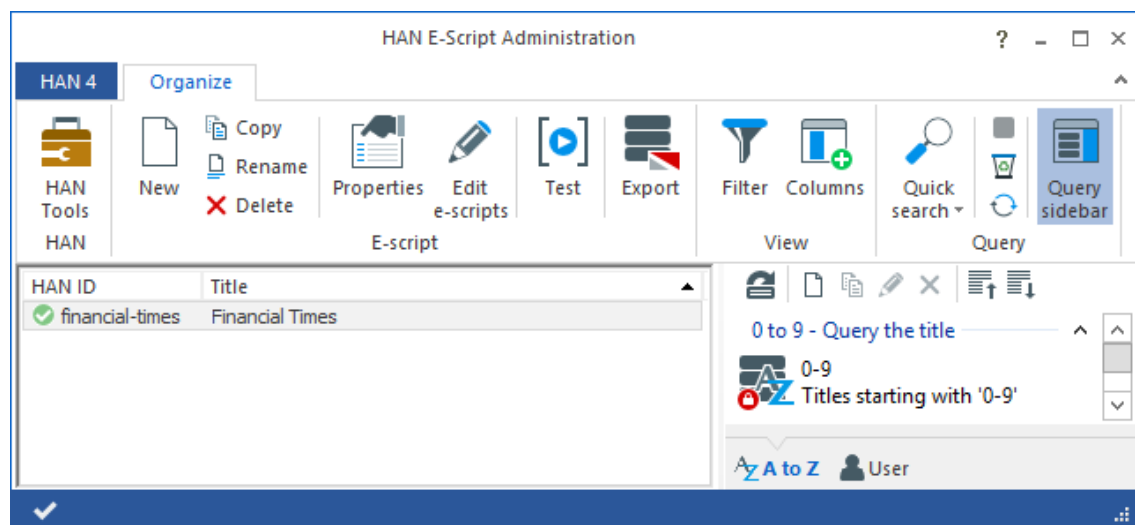 HAN E-Script Administration
?
HAN 4
Organize
HAN
Tools
New
Copy
Rename
Delete
Properties
Edit
e-scripts
Test
Export
Filter
Columns
Quick
search
Query
sidebar
HAN
E-script
View
Query
HAN ID
Title
financial-times
Financial Times
0 to 9 - Query the title
AZ
0-9
Titles starting with '0-9'
AZ A to Z
User